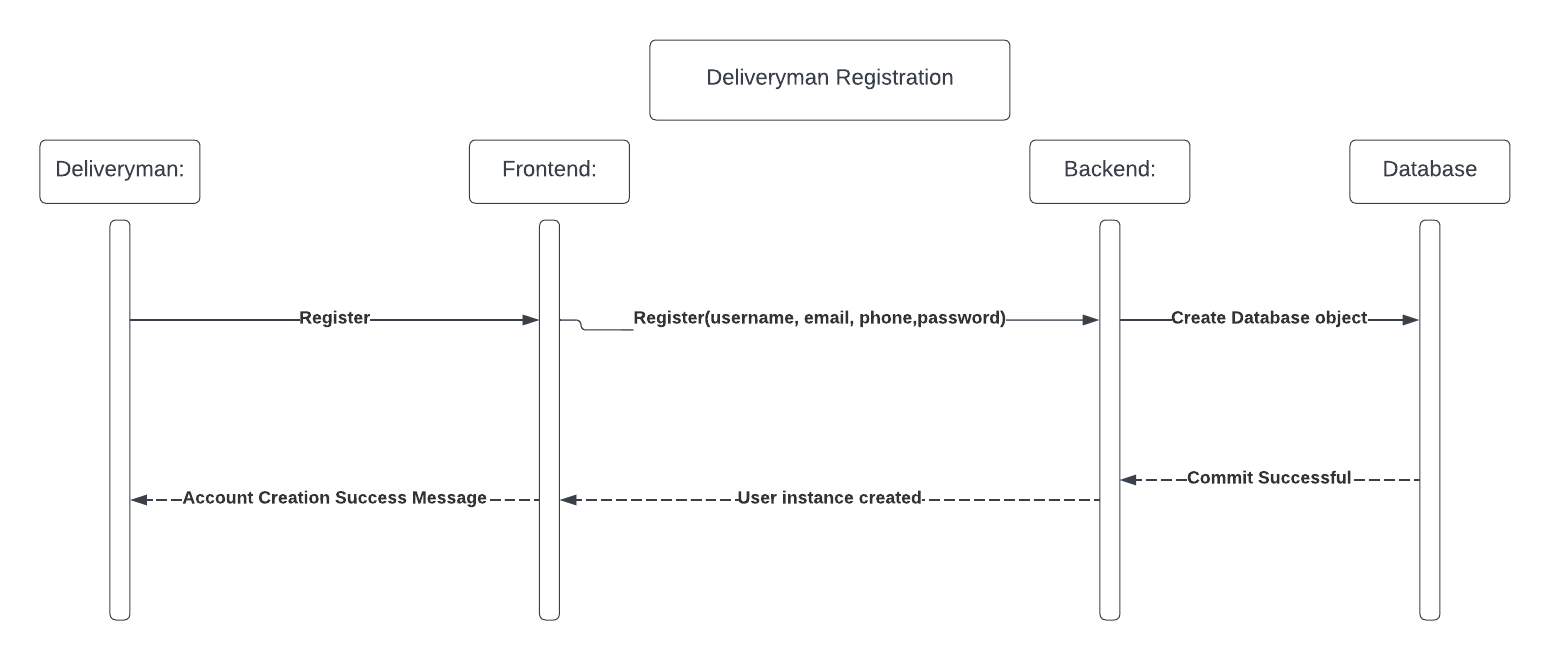 Deliveryman Registration
Deliveryman:
Frontend:
Backend:
Database
Register
Register(username, email, phone,password)
Create Database object
Commit Successful
Account Creation Success Message
User instance created